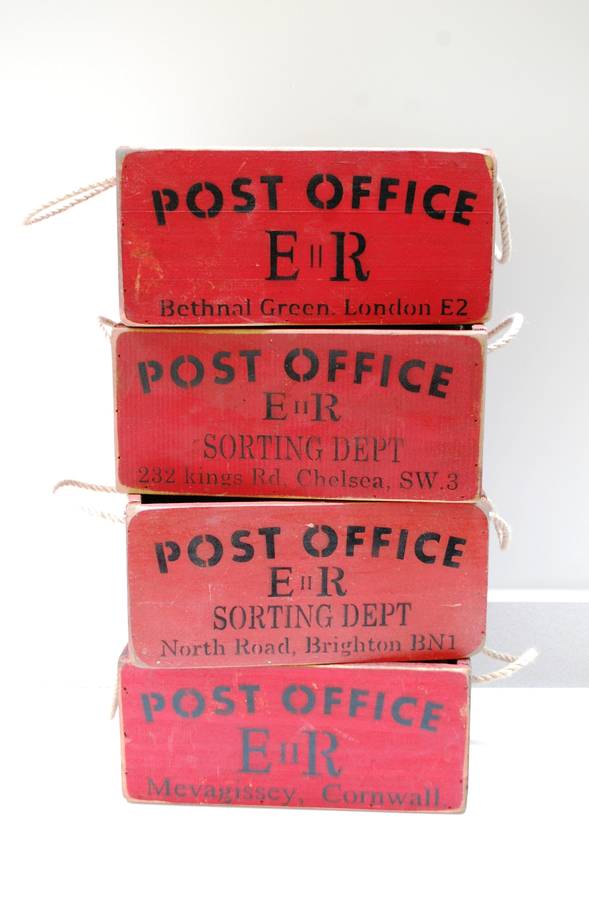 POST OFFICE
E II R
Bethnal Green. London E2
POST OFFICE
E II R
SORTING DEPT
232 kings Rd, Chelsea, SW.3
POST OFFICE
E II R
SORTING DEPT
North Road, Brighton BN1
POST OFFICE
E II R
Mevagissey, Cornwall.